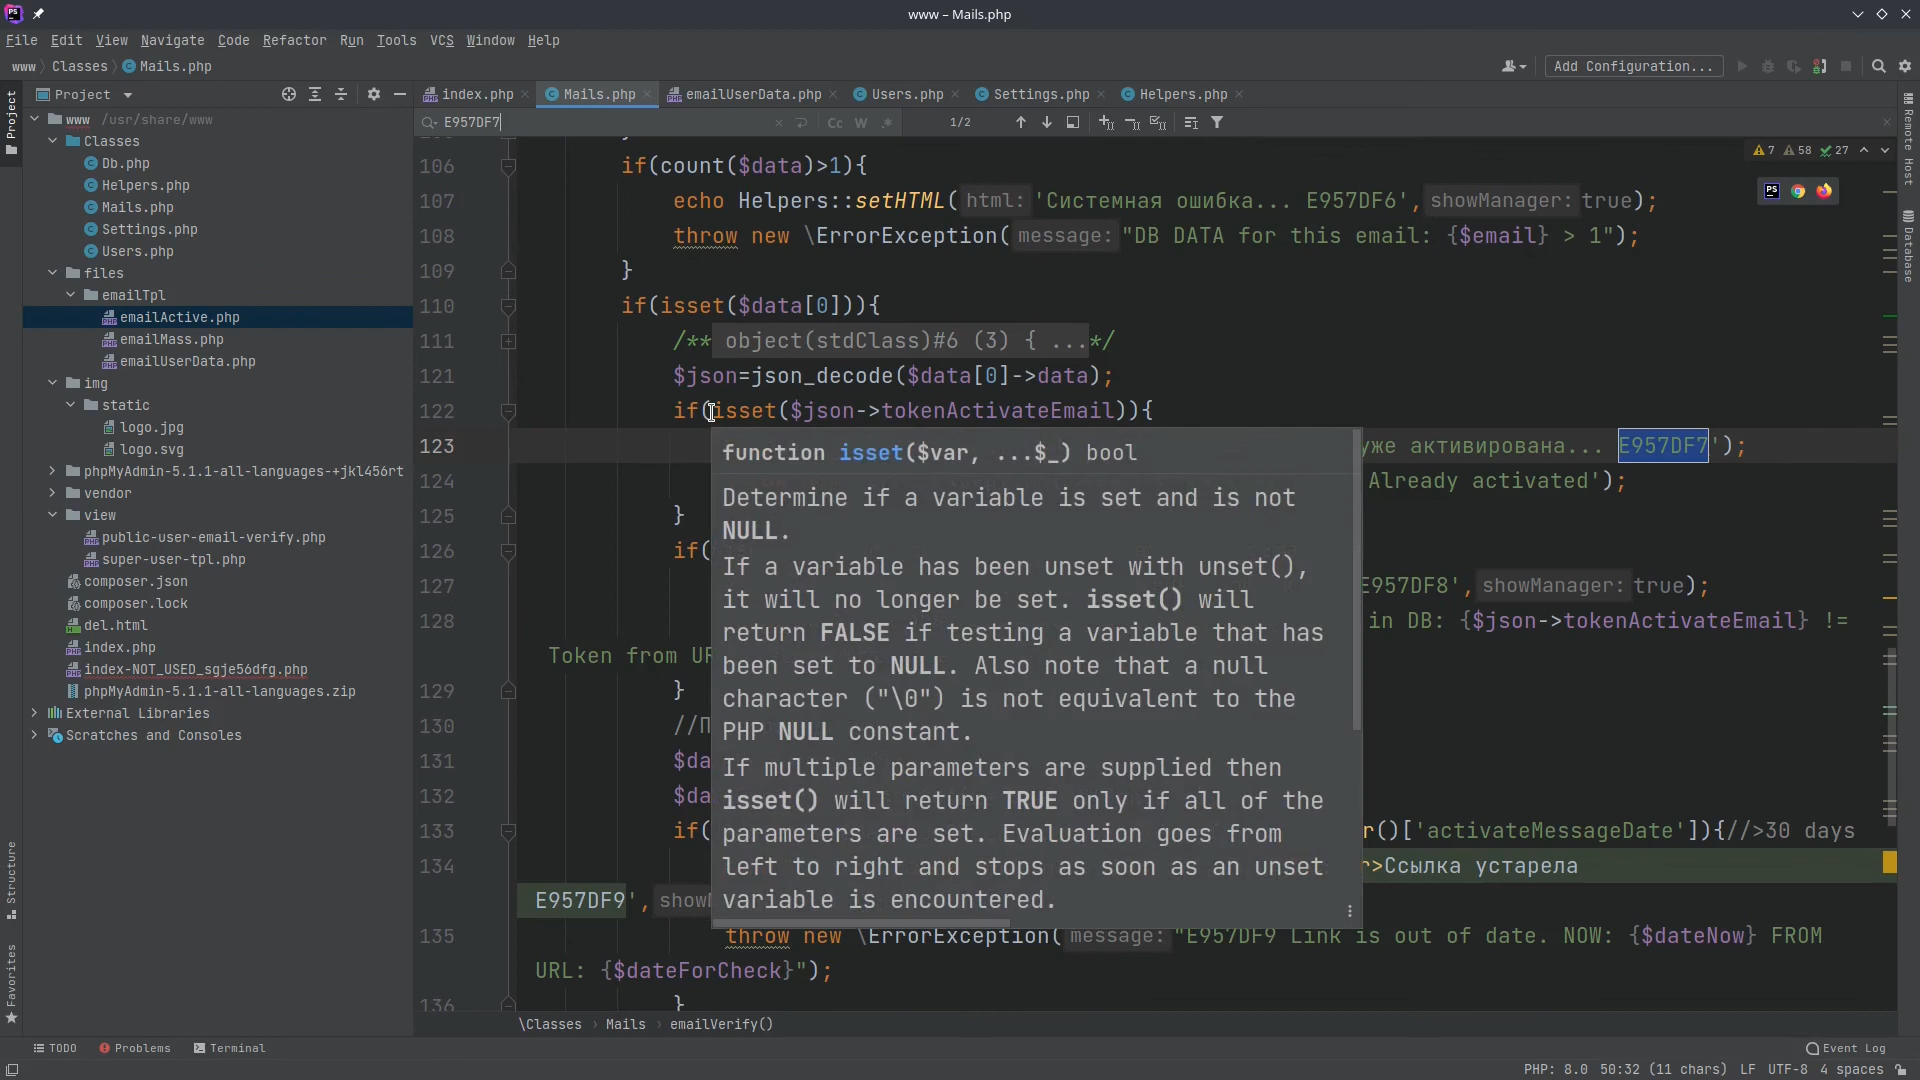 www – Mails.php
File Edit View Navigate Code Refactor Run Tools VCS Window Help
www Classes Mails.php Add Configuration...
Project
index.php Mails.php emailUserData.php Users.php Settings.php Helpers.php
E957DF7 Cc W .* 1/2
Project
www /usr/share/www
Classes
Db.php
Helpers.php
Mails.php
Settings.php
Users.php
files
emailTpl
emailActive.php
emailMass.php
emailUserData.php
img
static
logo.jpg
logo.svg
phpMyAdmin-5.1.1-all-languages-+jkl456rt
vendor
view
public-user-email-verify.php
super-user-tpl.php
composer.json
composer.lock
del.html
index.php
index-NOT_USED_sgje56dfg.php
phpMyAdmin-5.1.1-all-languages.zip
External Libraries
Scratches and Consoles
Structure
Favorites
7 58 27
106 if(count($data)>1){
107 echo Helpers::setHTML( html: 'Системная ошибка... E957DF6', showManager: true);
108 throw new \ErrorException( message: "DB DATA for this email: {$email} > 1");
109 }
110 if(isset($data[0])){
111 /** object(stdClass)#6 (3) { ...*/
121 $json=json_decode($data[0]->data);
122 if(isset($json->tokenActivateEmail)){
123 уже активирована... E957DF7');
124 Already activated');
125 }
126 if(
127 E957DF8', showManager: true);
128 in DB: {$json->tokenActivateEmail} !=
Token from UR
129 }
130 //П
131 $da
132 $da
133 if( r()['activateMessageDate']){//>30 days
134 r>Ссылка устарела
E957DF9', showM
135 throw new \ErrorException( message: "E957DF9 Link is out of date. NOW: {$dateNow} FROM
URL: {$dateForCheck}");
136 }
function isset($var, ...$_) bool
Determine if a variable is set and is not
NULL.
If a variable has been unset with unset(),
it will no longer be set. isset() will
return FALSE if testing a variable that has
been set to NULL. Also note that a null
character ("\0") is not equivalent to the
PHP NULL constant.
If multiple parameters are supplied then
isset() will return TRUE only if all of the
parameters are set. Evaluation goes from
left to right and stops as soon as an unset
variable is encountered.
Remote Host
Database
\Classes Mails emailVerify()
TODO Problems Terminal Event Log
PHP: 8.0 50:32 (11 chars) LF UTF-8 4 spaces